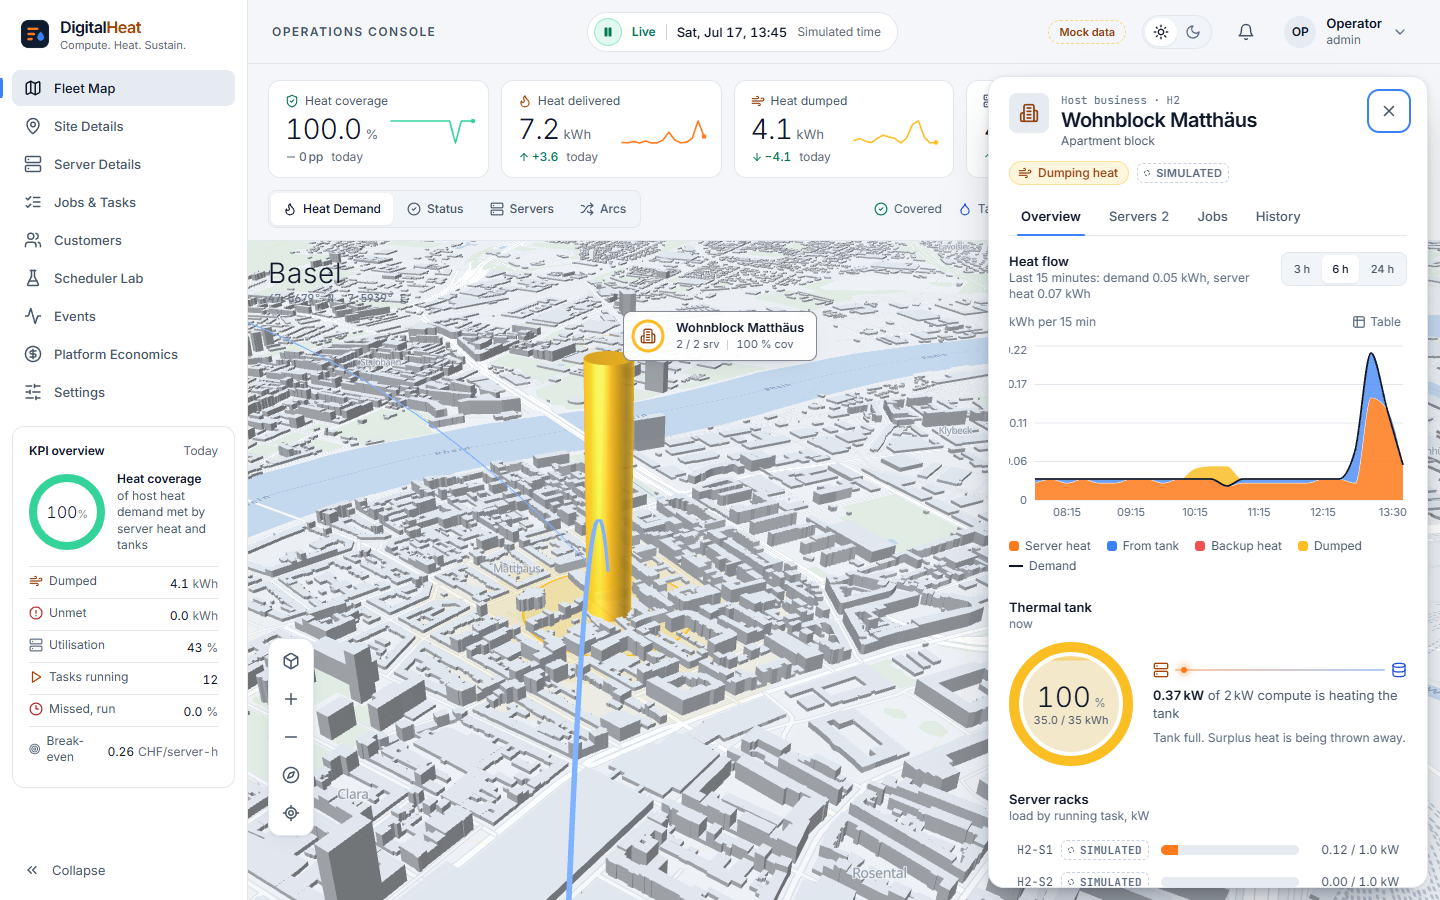 DigitalHeat
Compute. Heat. Sustain.
Fleet Map
Site Details
Server Details
Jobs & Tasks
Customers
Scheduler Lab
Events
Platform Economics
Settings
KPI overview
Today
100%
Heat coverage
of host heat
demand met by
server heat and
tanks
Dumped
4.1 kWh
Unmet
0.0 kWh
Utilisation
43 %
Tasks running
12
Missed, run
0.0 %
Break-
even
0.26 CHF/server-h
Collapse
OPERATIONS CONSOLE
Live
Sat, Jul 17, 13:45
Simulated time
Mock data
OP
Operator
admin
Heat coverage
100.0 %
0 pp today
Heat delivered
7.2 kWh
+3.6 today
Heat dumped
4.1 kWh
−4.1 today
Heat Demand
Status
Servers
Arcs
Covered
Basel
Wohnblock Matthäus
2 / 2 srv
100 % cov
Klybeck
Matthäus
Clara
Rosental
Host business · H2
Wohnblock Matthäus
Apartment block
Dumping heat
SIMULATED
Overview
Servers 2
Jobs
History
Heat flow
Last 15 minutes: demand 0.05 kWh, server
heat 0.07 kWh
3 h
6 h
24 h
kWh per 15 min
Table
0.22
0.17
0.11
0.06
0
08:15
09:15
10:15
11:15
12:15
13:30
Server heat
From tank
Backup heat
Dumped
Demand
Thermal tank
now
100 %
35.0 / 35 kWh
0.37 kW of 2 kW compute is heating the
tank
Tank full. Surplus heat is being thrown away.
Server racks
load by running task, kW
H2-S1
SIMULATED
0.12 / 1.0 kW
H2-S2
SIMULATED
0.00 / 1.0 kW